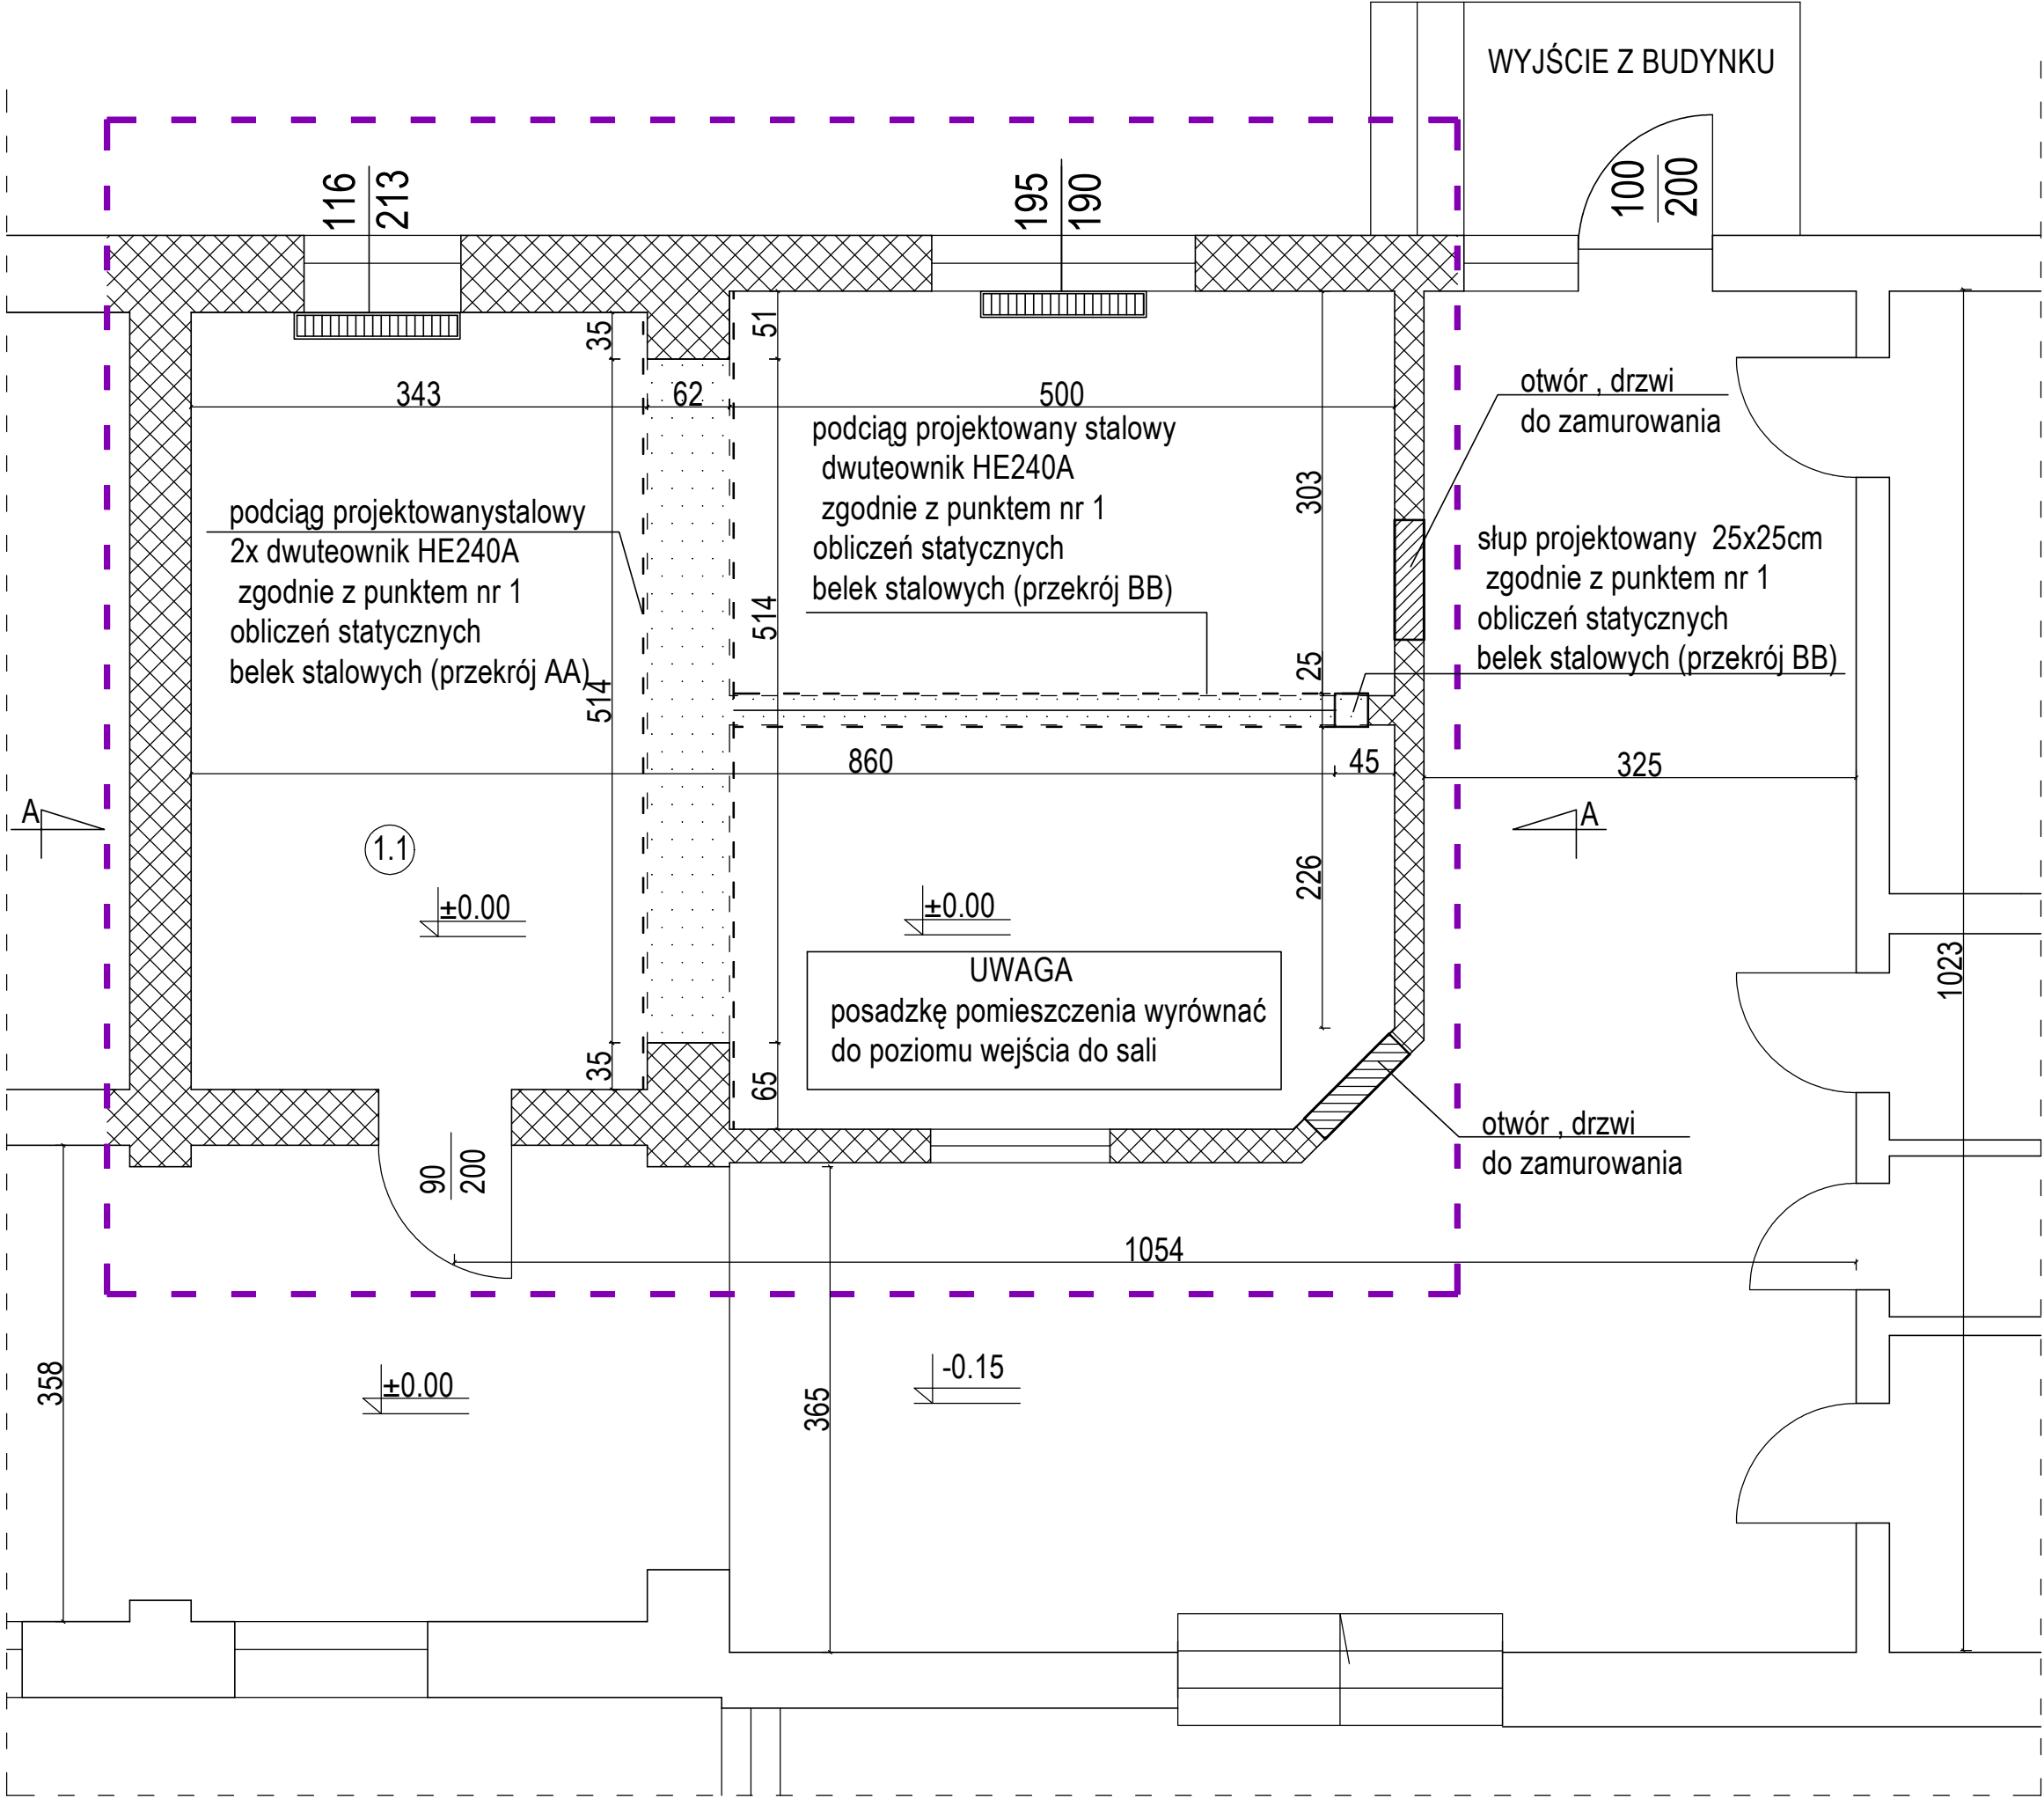 WYJŚCIE Z BUDYNKU
116
213
195
190
100
200
35
51
343
62
500
otwór , drzwi
do zamurowania
podciąg projektowany stalowy
dwuteownik HE240A
zgodnie z punktem nr 1
obliczeń statycznych
belek stalowych (przekrój BB)
303
podciąg projektowanystalowy
2x dwuteownik HE240A
zgodnie z punktem nr 1
obliczeń statycznych
belek stalowych (przekrój AA)
słup projektowany 25x25cm
zgodnie z punktem nr 1
obliczeń statycznych
belek stalowych (przekrój BB)
514
514
25
860
45
325
A
A
1.1
±0.00
±0.00
226
1023
UWAGA
posadzkę pomieszczenia wyrównać
do poziomu wejścia do sali
35
65
otwór , drzwi
do zamurowania
90
200
1054
358
±0.00
365
-0.15